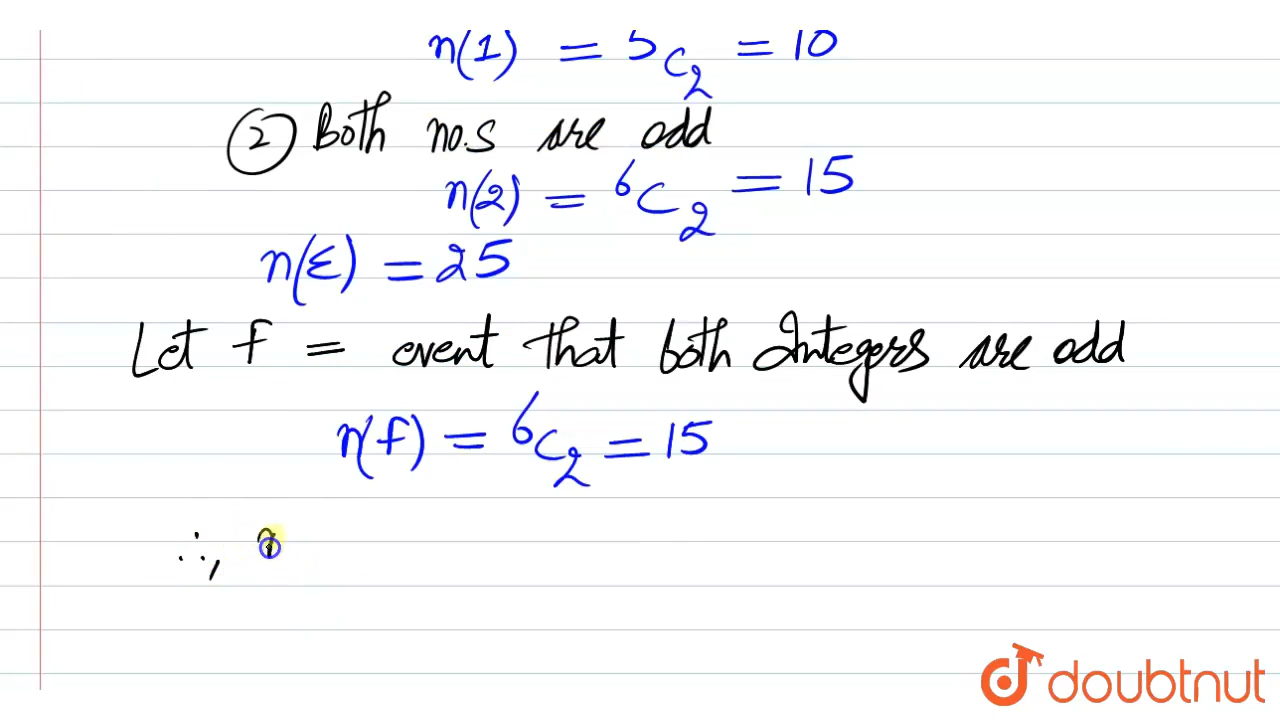 n(1) = 5C2 = 10
② Both no.s are odd
n(2) = 6C2 = 15
n(E) = 25
Let f = event that both Integers are odd
n(f) = 6C2 = 15
∴,
doubtnut